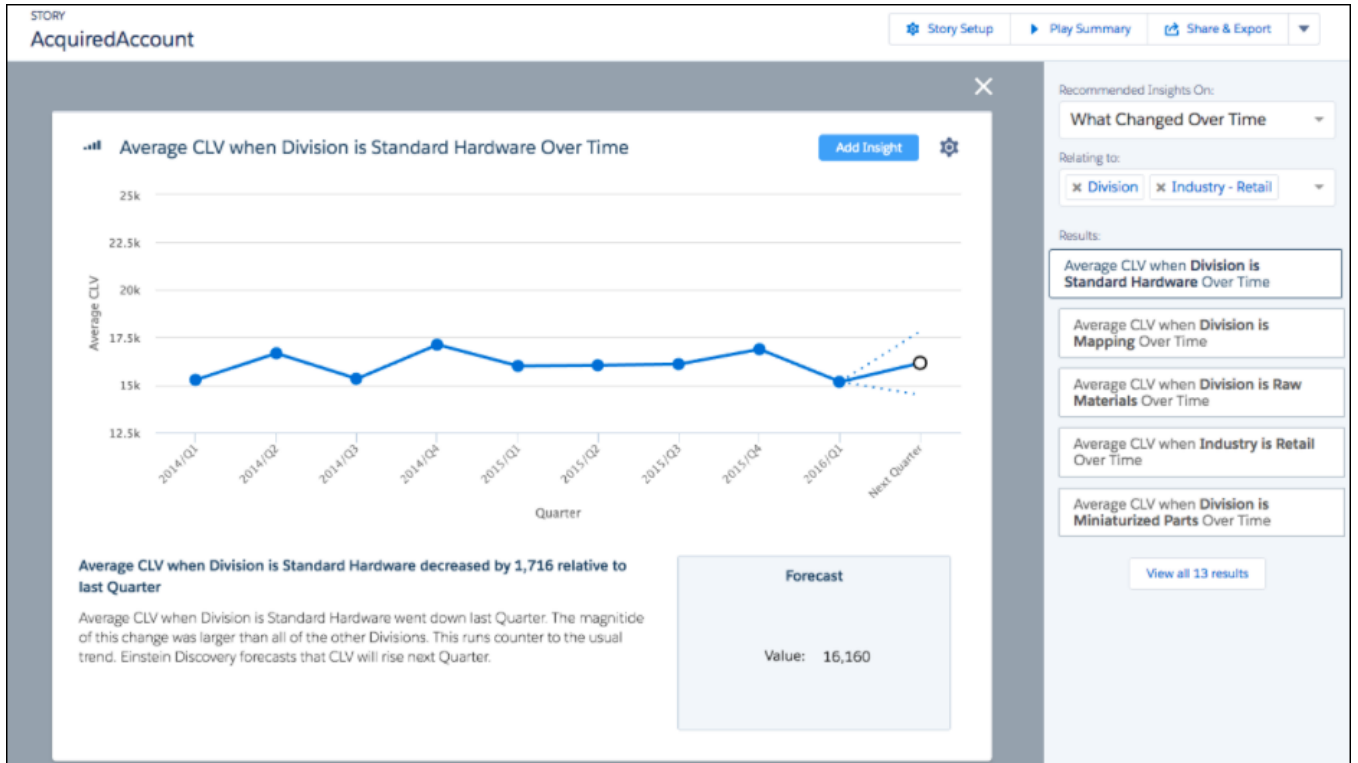 STORY
AcquiredAccount
Story Setup
Play Summary
Share & Export
Average CLV when Division is Standard Hardware Over Time
Add Insight
25k
22.5k
20k
17.5k
15k
12.5k
Average CLV
2014/Q1
2014/Q2
2014/Q3
2014/Q4
2015/Q1
2015/Q2
2015/Q3
2015/Q4
2016/Q1
Next Quarter
Quarter
Average CLV when Division is Standard Hardware decreased by 1,716 relative to
last Quarter
Average CLV when Division is Standard Hardware went down last Quarter. The magnitide
of this change was larger than all of the other Divisions. This runs counter to the usual
trend. Einstein Discovery forecasts that CLV will rise next Quarter.
Forecast
Value: 16,160
Recommended Insights On:
What Changed Over Time
Relating to:
× Division
× Industry - Retail
Results:
Average CLV when Division is
Standard Hardware Over Time
Average CLV when Division is
Mapping Over Time
Average CLV when Division is Raw
Materials Over Time
Average CLV when Industry is Retail
Over Time
Average CLV when Division is
Miniaturized Parts Over Time
View all 13 results